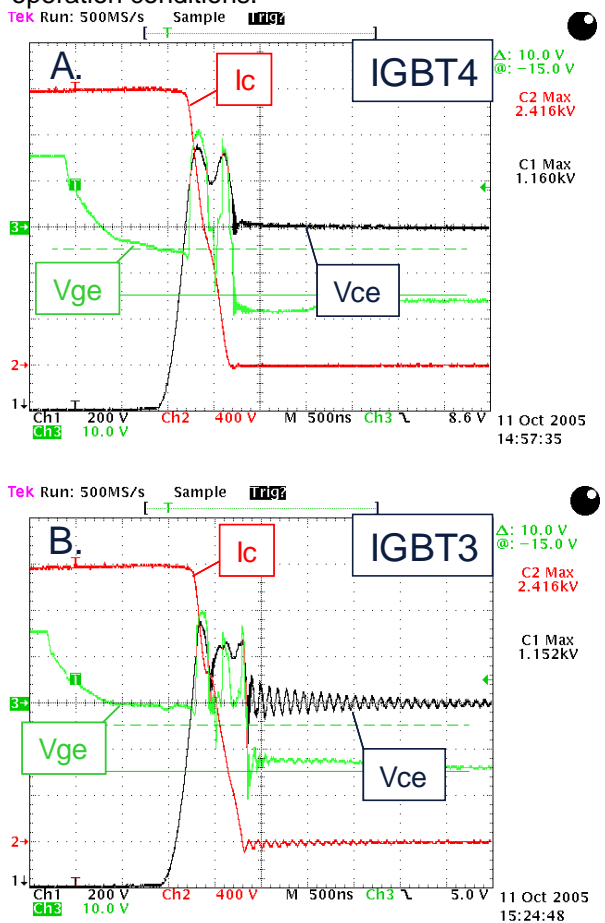 operation conditions.
Tek Run: 500MS/s Sample Trig?
[ T ]
A.
Ic
IGBT4
Δ: 10.0 V
@: −15.0 V
C2 Max
2.416kV
C1 Max
1.160kV
T
3→
Vge
Vce
2→
1↓
Ch1 200 V Ch2 400 V M 500ns Ch3 8.6 V
Ch3 10.0 V
11 Oct 2005
14:57:35
Tek Run: 500MS/s Sample Trig?
[ T ]
B.
Ic
IGBT3
Δ: 10.0 V
@: −15.0 V
C2 Max
2.416kV
C1 Max
1.152kV
T
3→
Vge
Vce
2→
1↓
Ch1 200 V Ch2 400 V M 500ns Ch3 5.0 V
Ch3 10.0 V
11 Oct 2005
15:24:48